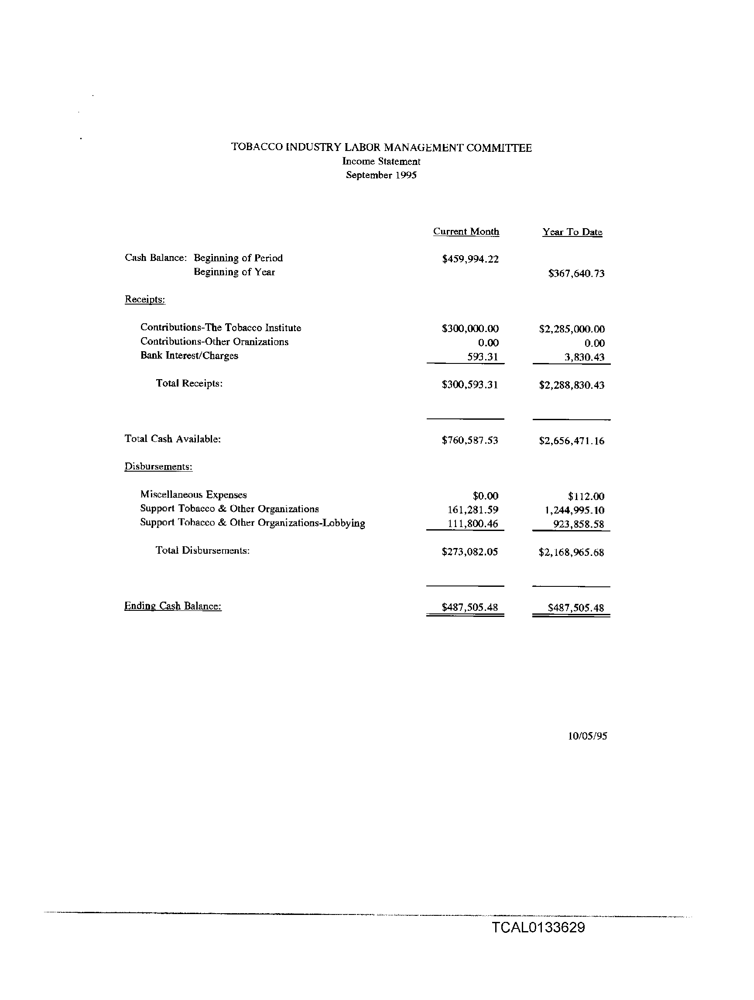 TOBACCO INDUSTRY LABOR MANAGEMENT COMMITTEE
Income Statement
September 1995
Current Month Year To Date
Cash Balance: Beginning of Period $459,994.22
Beginning of Year $367,640.73
Receipts:
Contributions-The Tobacco Institute $300,000.00 $2,285,000.00
Contributions-Other Oranizations 0.00 0.00
Bank Interest/Charges 593.31 3,830.43
Total Receipts: $300,593.31 $2,288,830.43
Total Cash Available: $760,587.53 $2,656,471.16
Disbursements:
Miscellaneous Expenses $0.00 $112.00
Support Tobacco & Other Organizations 161,281.59 1,244,995.10
Support Tobacco & Other Organizations-Lobbying 111,800.46 923,858.58
Total Disbursements: $273,082.05 $2,168,965.68
Ending Cash Balance: $487,505.48 $487,505.48
10/05/95
TCAL0133629